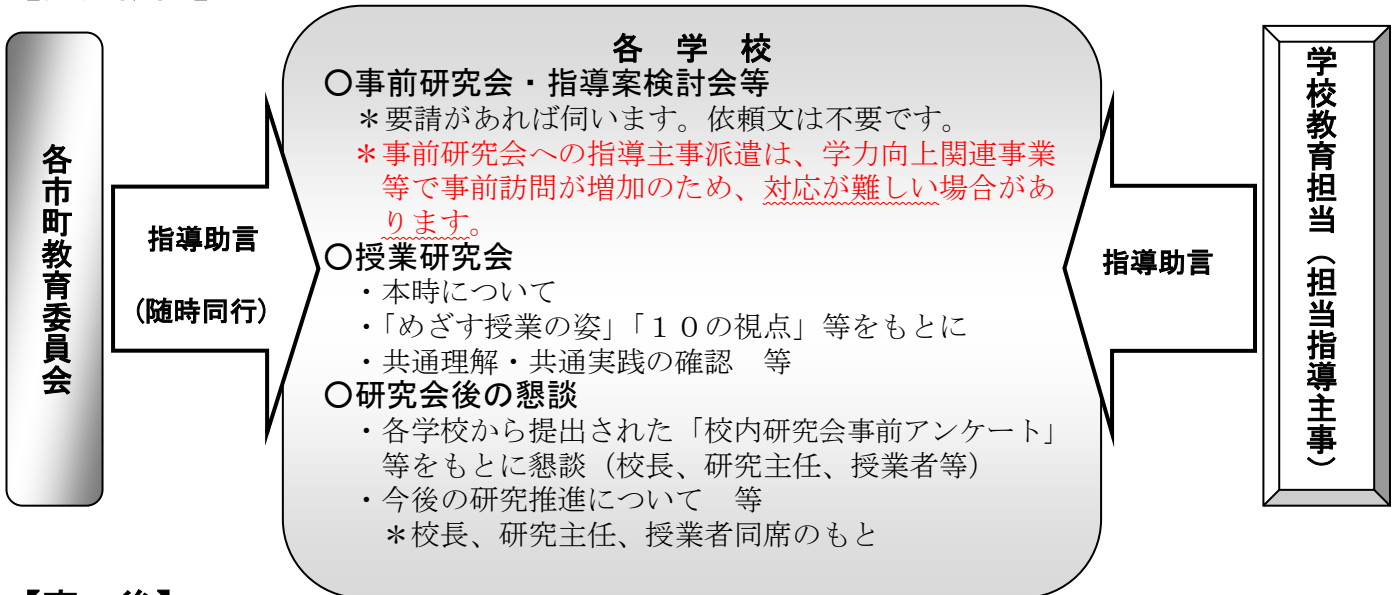 各市町教育委員会
指導助言
（随時同行）
各　学　校
〇事前研究会・指導案検討会等
＊要請があれば伺います。依頼文は不要です。
＊事前研究会への指導主事派遣は、学力向上関連事業
等で事前訪問が増加のため、対応が難しい場合があ
ります。
〇授業研究会
・本時について
・「めざす授業の姿」「１０の視点」等をもとに
・共通理解・共通実践の確認　等
〇研究会後の懇談
・各学校から提出された「校内研究会事前アンケート」
等をもとに懇談（校長、研究主任、授業者等）
・今後の研究推進について　等
＊校長、研究主任、授業者同席のもと
指導助言
学校教育担当（担当指導主事）